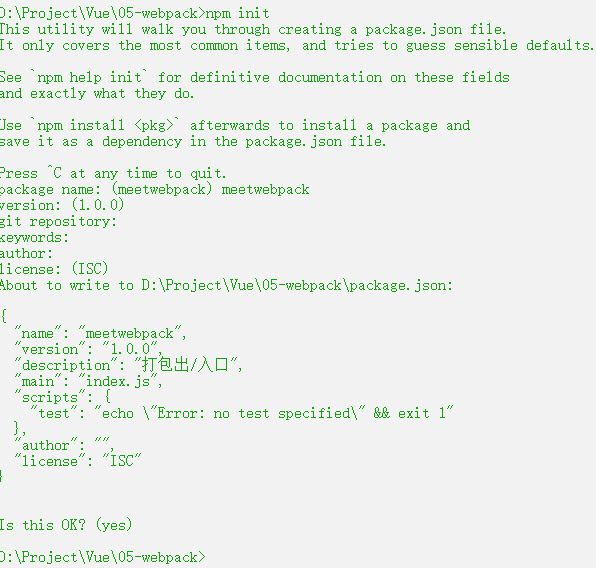 D:\Project\Vue\05-webpack>npm init
This utility will walk you through creating a package.json file.
It only covers the most common items, and tries to guess sensible defaults.
See `npm help init` for definitive documentation on these fields
and exactly what they do.
Use `npm install <pkg>` afterwards to install a package and
save it as a dependency in the package.json file.
Press ^C at any time to quit.
package name: (meetwebpack) meetwebpack
version: (1.0.0)
git repository:
keywords:
author:
license: (ISC)
About to write to D:\Project\Vue\05-webpack\package.json:
{
  "name": "meetwebpack",
  "version": "1.0.0",
  "description": "打包出/入口",
  "main": "index.js",
  "scripts": {
    "test": "echo \"Error: no test specified\" && exit 1"
  },
  "author": "",
  "license": "ISC"
}
Is this OK? (yes)
D:\Project\Vue\05-webpack>